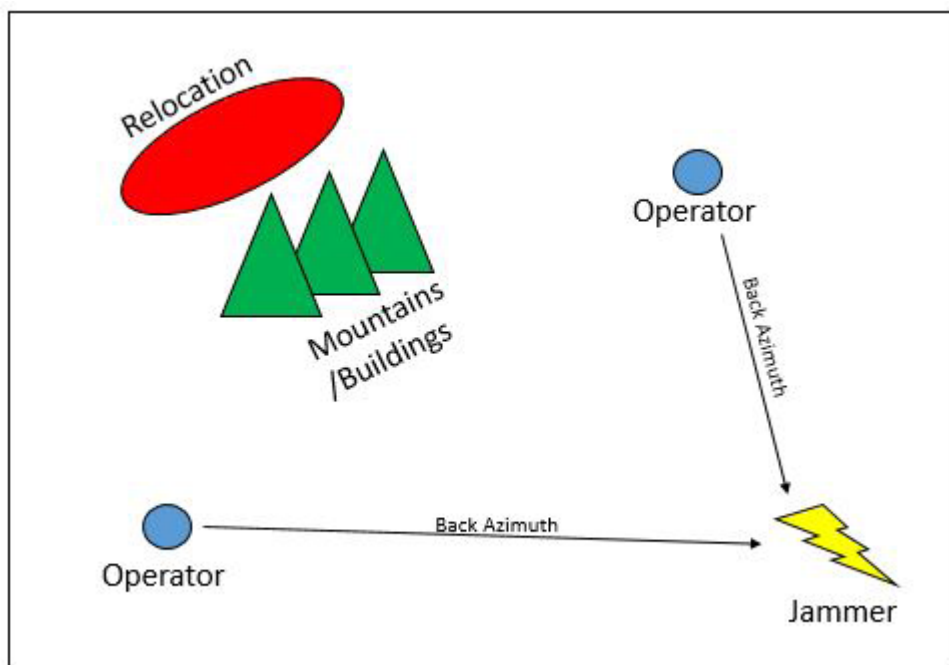 Relocation
Operator
Mountains
/Buildings
Back Azimuth
Back Azimuth
Operator
Jammer